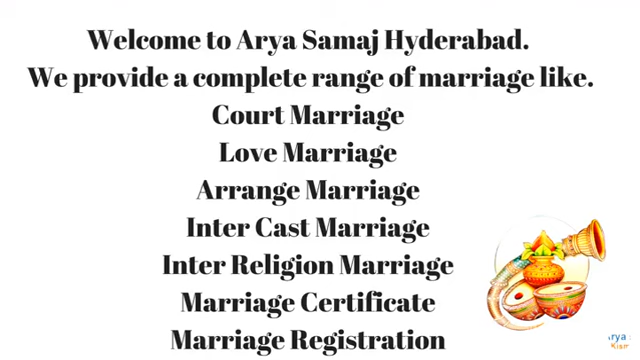 Welcome to Arya Samaj Hyderabad.
We provide a complete range of marriage like.
Court Marriage
Love Marriage
Arrange Marriage
Inter Cast Marriage
Inter Religion Marriage
Marriage Certificate
Marriage Registration